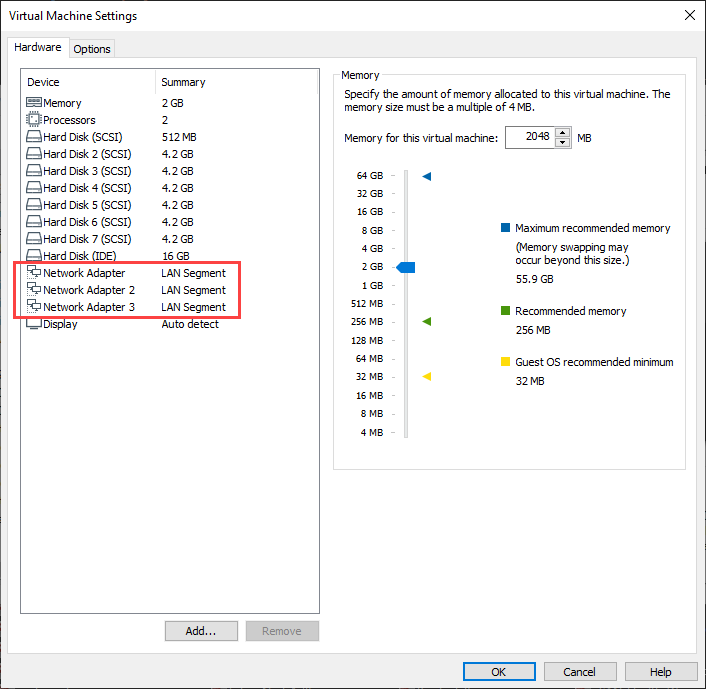 Virtual Machine Settings
Hardware
Options
Device Summary
Memory 2 GB
Processors 2
Hard Disk (SCSI) 512 MB
Hard Disk 2 (SCSI) 4.2 GB
Hard Disk 3 (SCSI) 4.2 GB
Hard Disk 4 (SCSI) 4.2 GB
Hard Disk 5 (SCSI) 4.2 GB
Hard Disk 6 (SCSI) 4.2 GB
Hard Disk 7 (SCSI) 4.2 GB
Hard Disk (IDE) 16 GB
Network Adapter LAN Segment
Network Adapter 2 LAN Segment
Network Adapter 3 LAN Segment
Display Auto detect
Add...
Remove
Memory
Specify the amount of memory allocated to this virtual machine. The
memory size must be a multiple of 4 MB.
Memory for this virtual machine: 2048 MB
64 GB
32 GB
16 GB
8 GB
4 GB
2 GB
1 GB
512 MB
256 MB
128 MB
64 MB
32 MB
16 MB
8 MB
4 MB
Maximum recommended memory
(Memory swapping may
occur beyond this size.)
55.9 GB
Recommended memory
256 MB
Guest OS recommended minimum
32 MB
OK
Cancel
Help